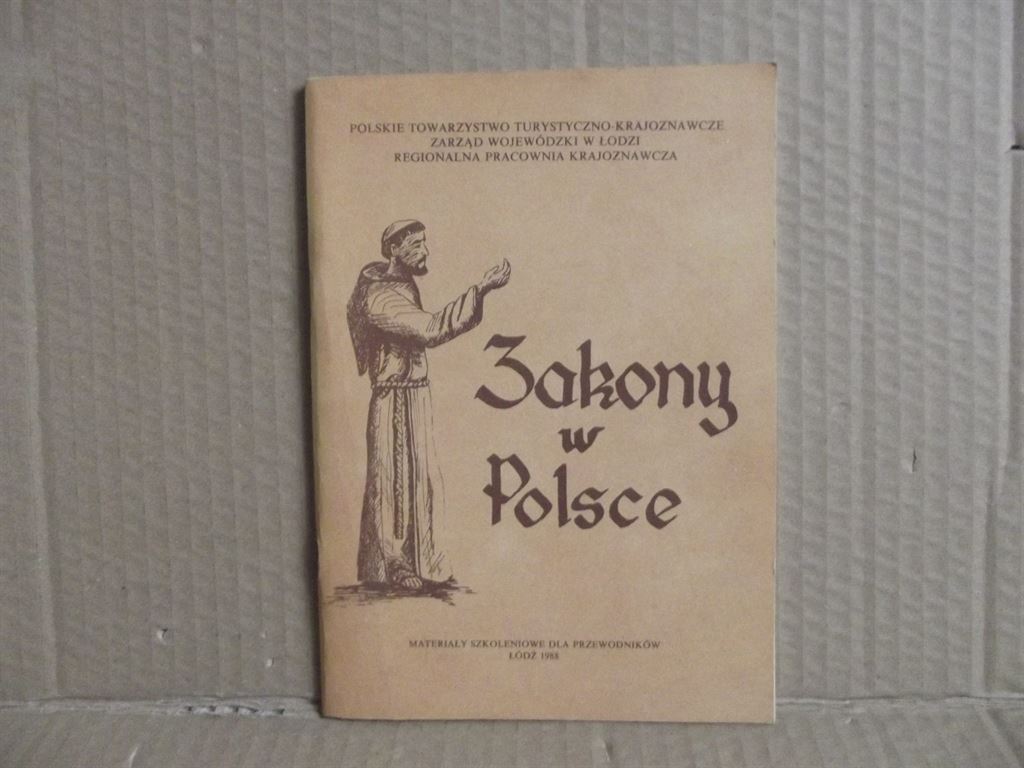 POLSKIE TOWARZYSTWO TURYSTYCZNO-KRAJOZNAWCZE
ZARZĄD WOJEWÓDZKI W ŁODZI
REGIONALNA PRACOWNIA KRAJOZNAWCZA
Zakony
w
Polsce
MATERIAŁY SZKOLENIOWE DLA PRZEWODNIKÓW
ŁÓDŹ 1988